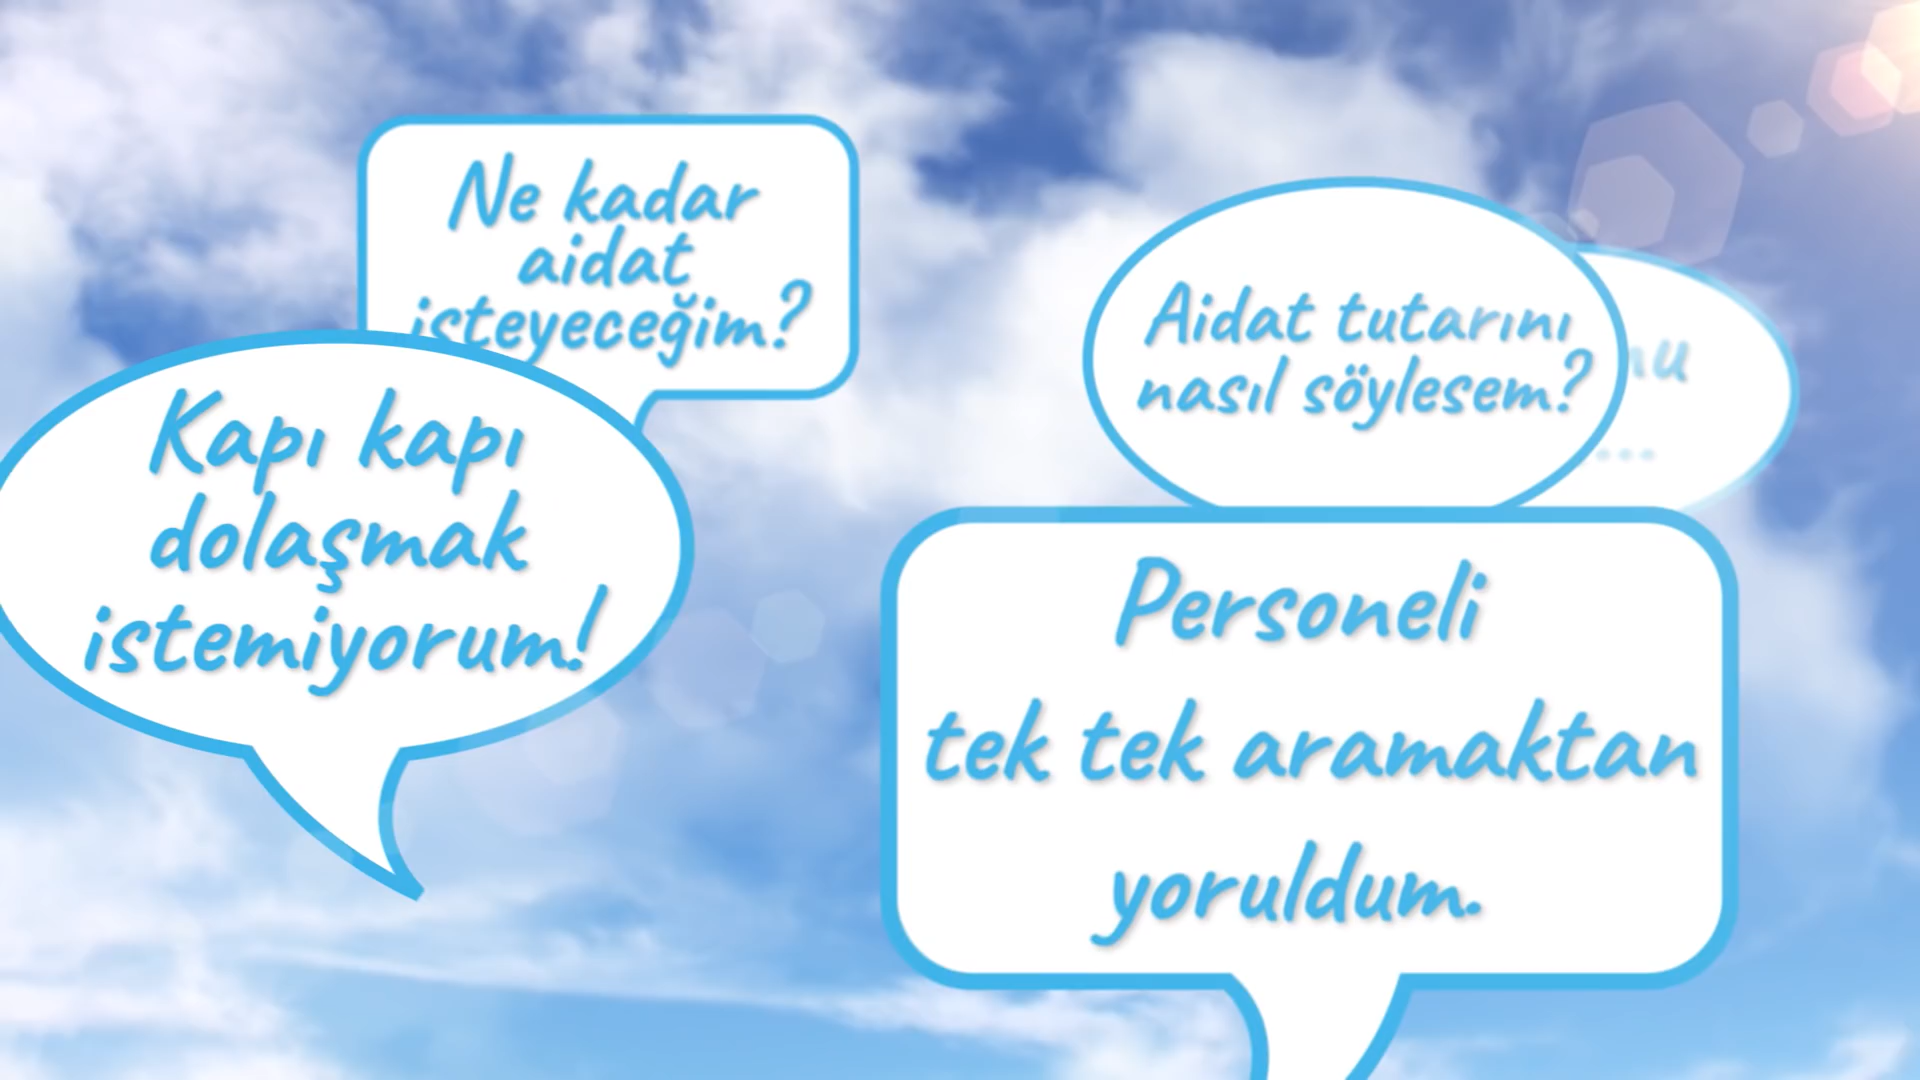 Ne kadar
aidat
isteyeceğim?
Kapı kapı
dolaşmak
istemiyorum!
Aidat tutarını
nasıl söylesem?
...
Personeli
tek tek aramaktan
yoruldum.